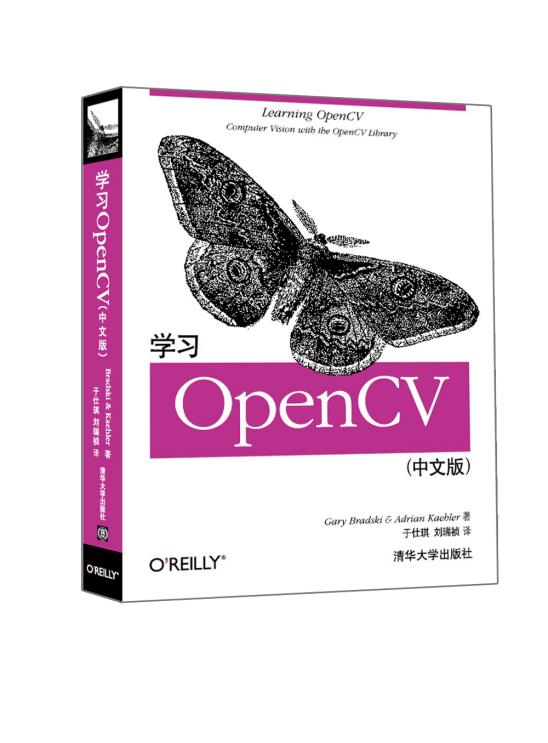 Learning OpenCV
Computer Vision with the OpenCV Library
学习
OpenCV
(中文版)
Gary Bradski & Adrian Kaehler 著
于仕琪 刘瑞祯 译
O'REILLY®
清华大学出版社
学习OpenCV(中文版)
Bradski & Kaehler 著
于仕琪 刘瑞祯 译
清华大学出版社
O'REILLY®